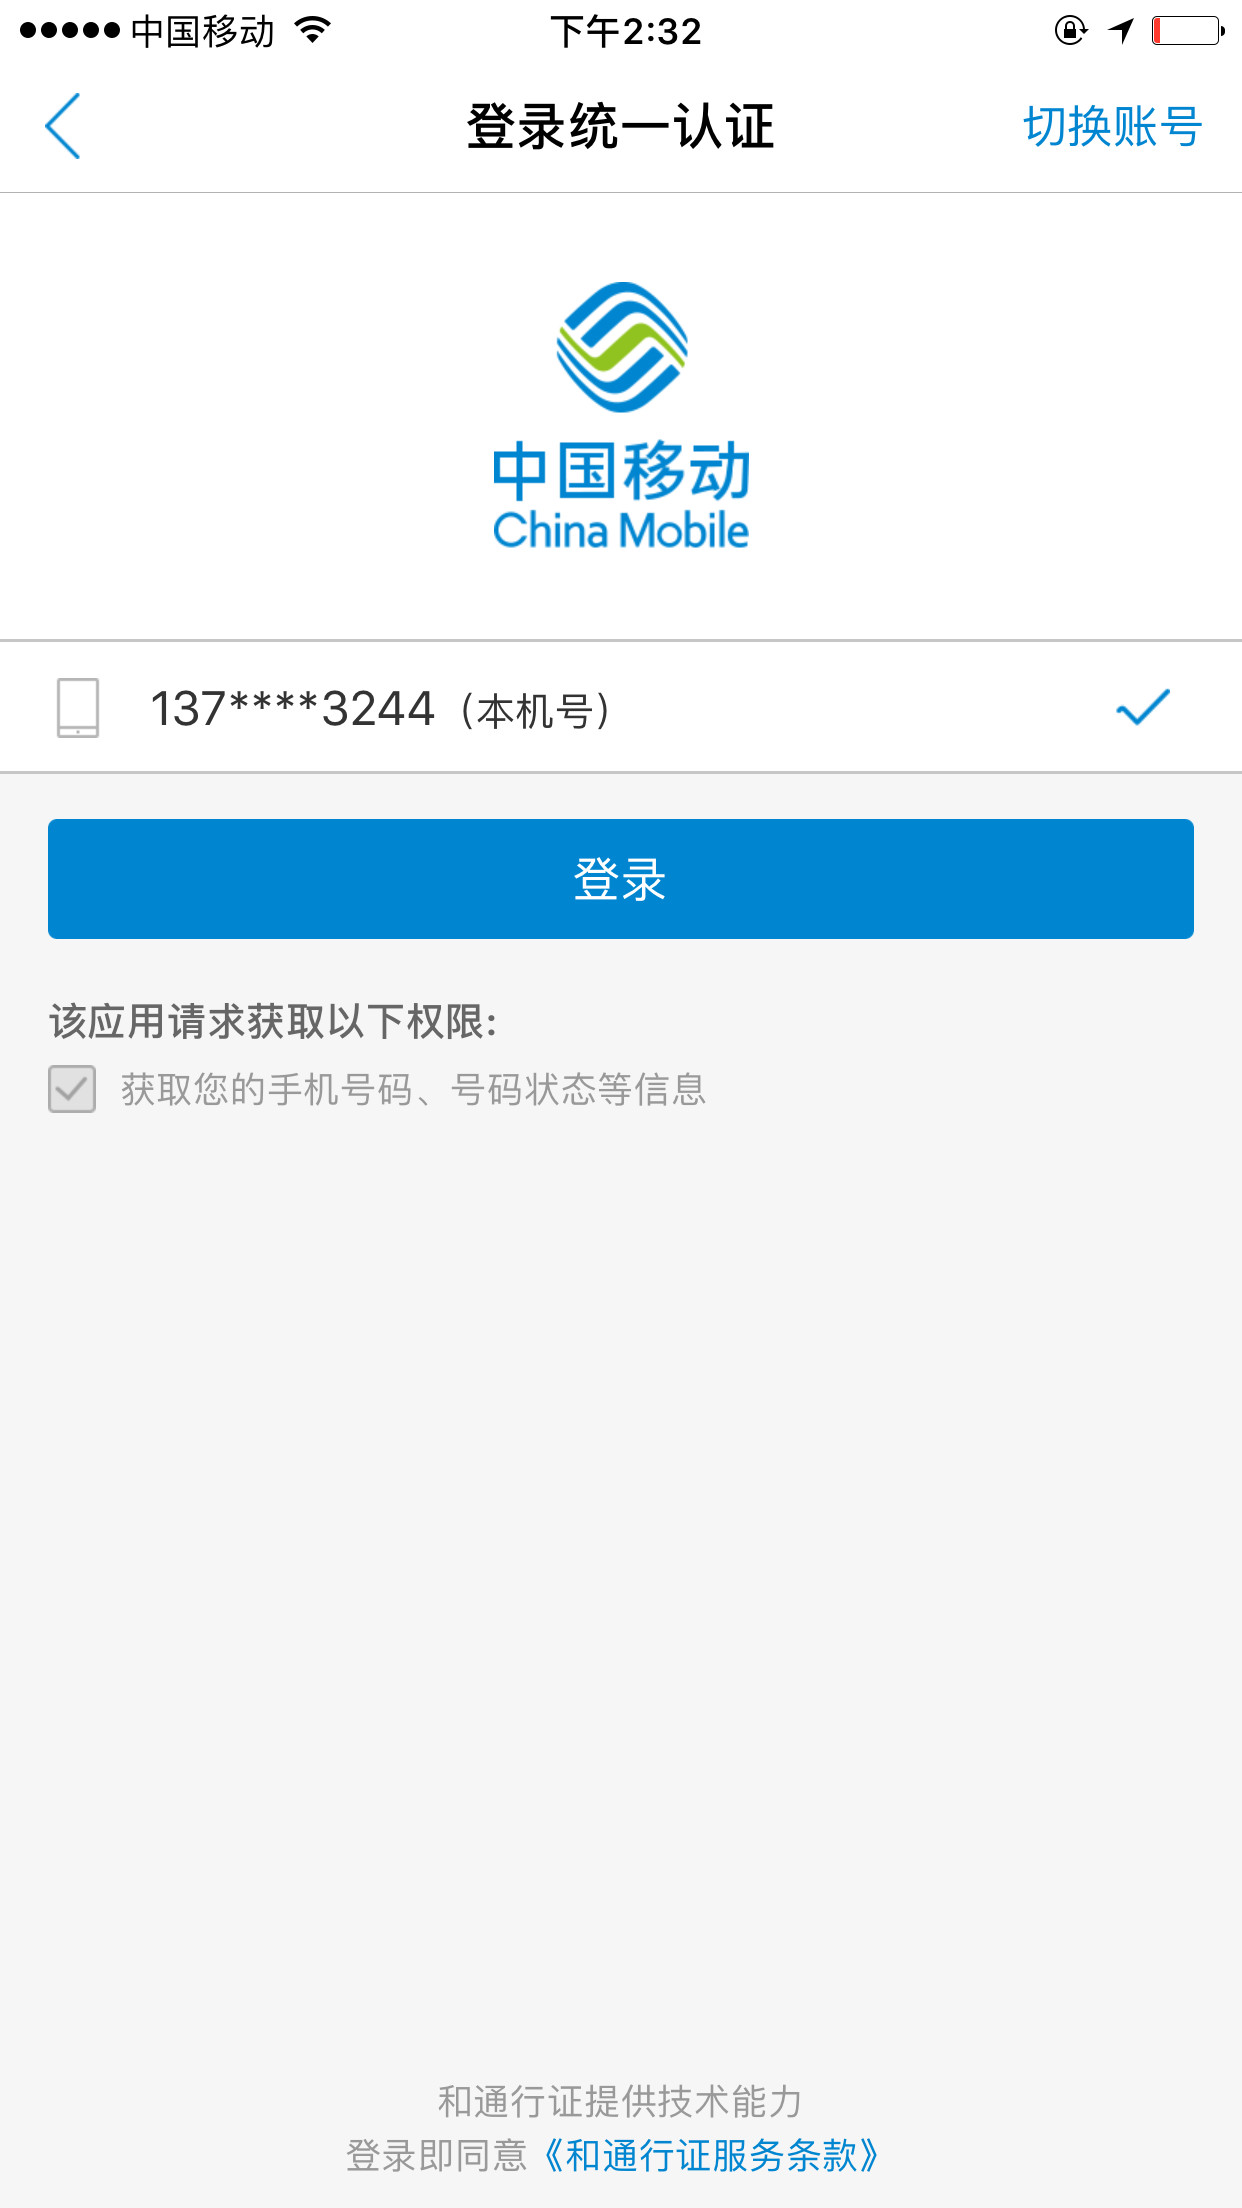 中国移动 下午2:32
登录统一认证 切换账号
中国移动
China Mobile
137****3244（本机号）
登录
该应用请求获取以下权限:
获取您的手机号码、号码状态等信息
和通行证提供技术能力
登录即同意《和通行证服务条款》